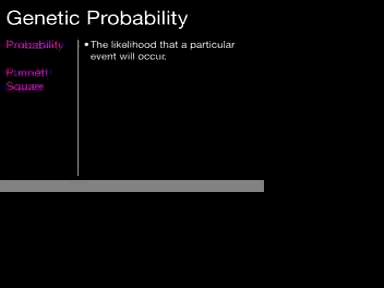 Genetic Probability
Probability
• The likelihood that a particular
event will occur.
Punnett
Square